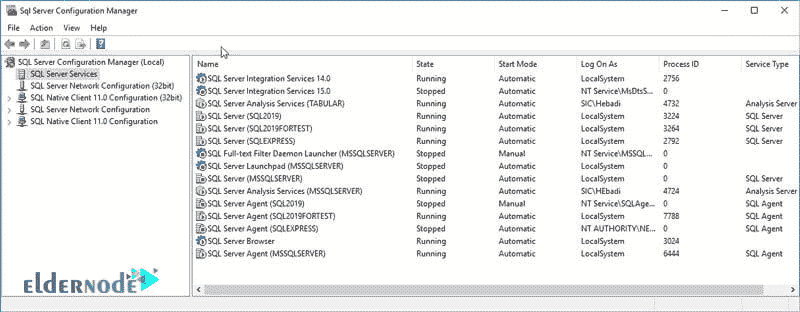 Sql Server Configuration Manager
File Action View Help
SQL Server Configuration Manager (Local)
SQL Server Services
SQL Server Network Configuration (32bit)
SQL Native Client 11.0 Configuration (32bit)
SQL Server Network Configuration
SQL Native Client 11.0 Configuration
Name State Start Mode Log On As Process ID Service Type
SQL Server Integration Services 14.0 Running Automatic LocalSystem 2756
SQL Server Integration Services 15.0 Stopped Automatic NT Service\MsDtsS... 0
SQL Server Analysis Services (TABULAR) Running Automatic SIC\Hebadi 4732 Analysis Server
SQL Server (SQL2019) Running Automatic LocalSystem 3224 SQL Server
SQL Server (SQL2019FORTEST) Running Automatic LocalSystem 3264 SQL Server
SQL Server (SQLEXPRESS) Running Automatic LocalSystem 2792 SQL Server
SQL Full-text Filter Daemon Launcher (MSSQLSERVER) Stopped Manual NT Service\MSSQL... 0
SQL Server Launchpad (MSSQLSERVER) Stopped Automatic LocalSystem 0
SQL Server (MSSQLSERVER) Stopped Automatic LocalSystem 0 SQL Server
SQL Server Analysis Services (MSSQLSERVER) Running Automatic SIC\HEbadi 4724 Analysis Server
SQL Server Agent (SQL2019) Stopped Manual NT Service\SQLAge... 0 SQL Agent
SQL Server Agent (SQL2019FORTEST) Running Automatic LocalSystem 7788 SQL Agent
SQL Server Agent (SQLEXPRESS) Stopped Automatic NT AUTHORITY\NE... 0 SQL Agent
SQL Server Browser Running Automatic LocalSystem 3024
SQL Server Agent (MSSQLSERVER) Running Automatic LocalSystem 6444 SQL Agent
eldernode